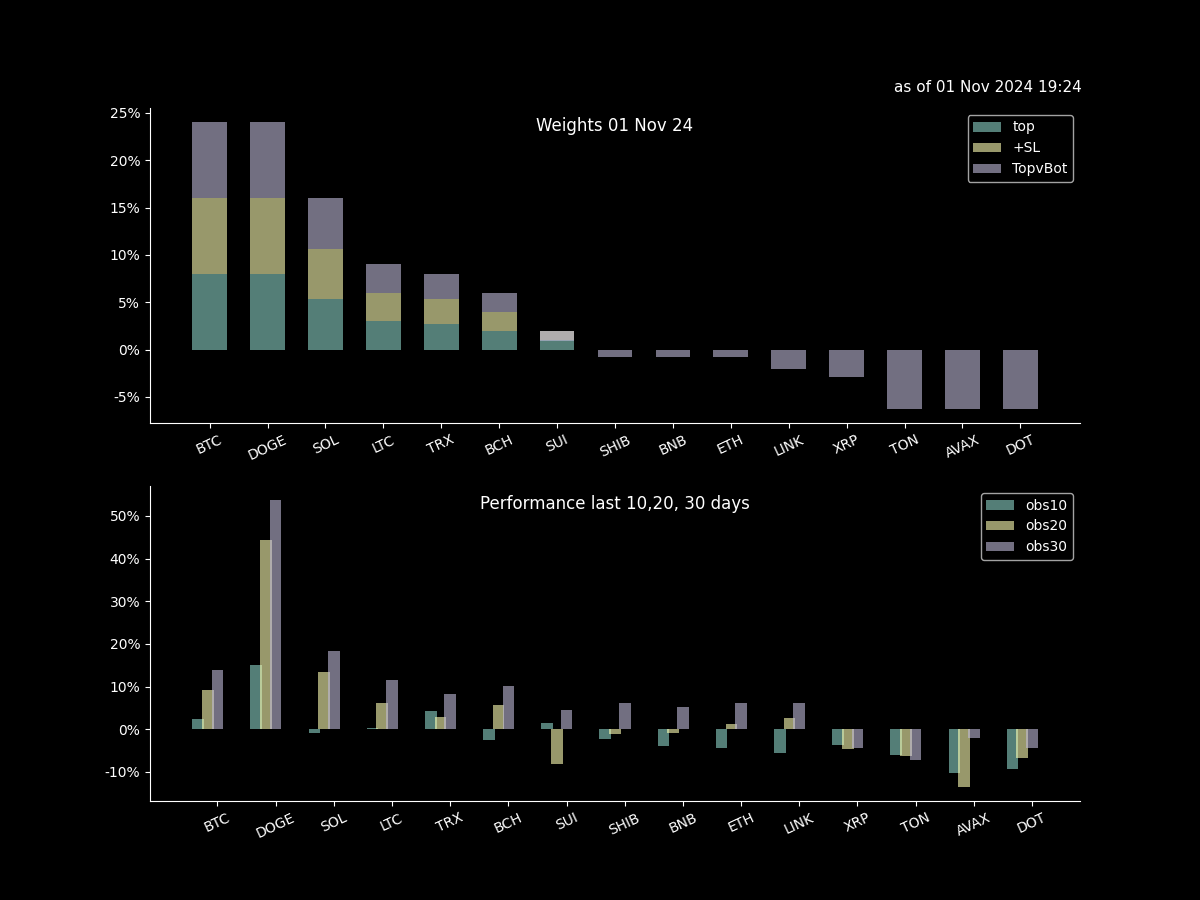 as of 01 Nov 2024 19:24
Weights 01 Nov 24
top
+SL
TopvBot
25%
20%
15%
10%
5%
0%
-5%
BTC DOGE SOL LTC TRX BCH SUI SHIB BNB ETH LINK XRP TON AVAX DOT
Performance last 10,20, 30 days
obs10
obs20
obs30
50%
40%
30%
20%
10%
0%
-10%
BTC DOGE SOL LTC TRX BCH SUI SHIB BNB ETH LINK XRP TON AVAX DOT